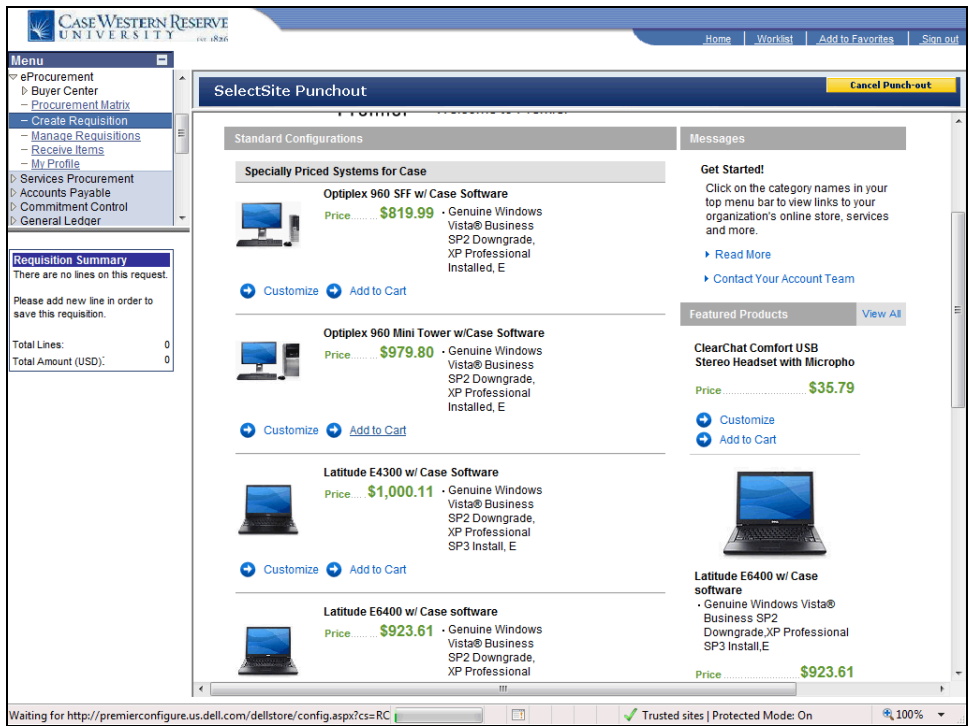 CASE WESTERN RESERVE
UNIVERSITY EST. 1826
Home Worklist Add to Favorites Sign out
Menu
eProcurement
Buyer Center
Procurement Matrix
Create Requisition
Manage Requisitions
Receive Items
My Profile
Services Procurement
Accounts Payable
Commitment Control
General Ledger
Requisition Summary
There are no lines on this request.
Please add new line in order to
save this requisition.
Total Lines: 0
Total Amount (USD): 0
SelectSite Punchout
Cancel Punch-out
Standard Configurations
Specially Priced Systems for Case
Optiplex 960 SFF w/ Case Software
Price......... $819.99
· Genuine Windows
Vista® Business
SP2 Downgrade,
XP Professional
Installed, E
Customize Add to Cart
Optiplex 960 Mini Tower w/Case Software
Price......... $979.80
· Genuine Windows
Vista® Business
SP2 Downgrade,
XP Professional
Installed, E
Customize Add to Cart
Latitude E4300 w/ Case Software
Price..... $1,000.11
· Genuine Windows
Vista® Business
SP2 Downgrade,
XP Professional
SP3 Install, E
Customize Add to Cart
Latitude E6400 w/ Case software
Price......... $923.61
· Genuine Windows
Vista® Business
SP2 Downgrade,
XP Professional
Messages
Get Started!
Click on the category names in your
top menu bar to view links to your
organization's online store, services
and more.
Read More
Contact Your Account Team
Featured Products View All
ClearChat Comfort USB
Stereo Headset with Micropho
Price............................ $35.79
Customize
Add to Cart
Latitude E6400 w/ Case
software
· Genuine Windows Vista®
Business SP2
Downgrade,XP Professional
SP3 Install,E
Price......................... $923.61
Waiting for http://premierconfigure.us.dell.com/dellstore/config.aspx?cs=RC
Trusted sites | Protected Mode: On
100%